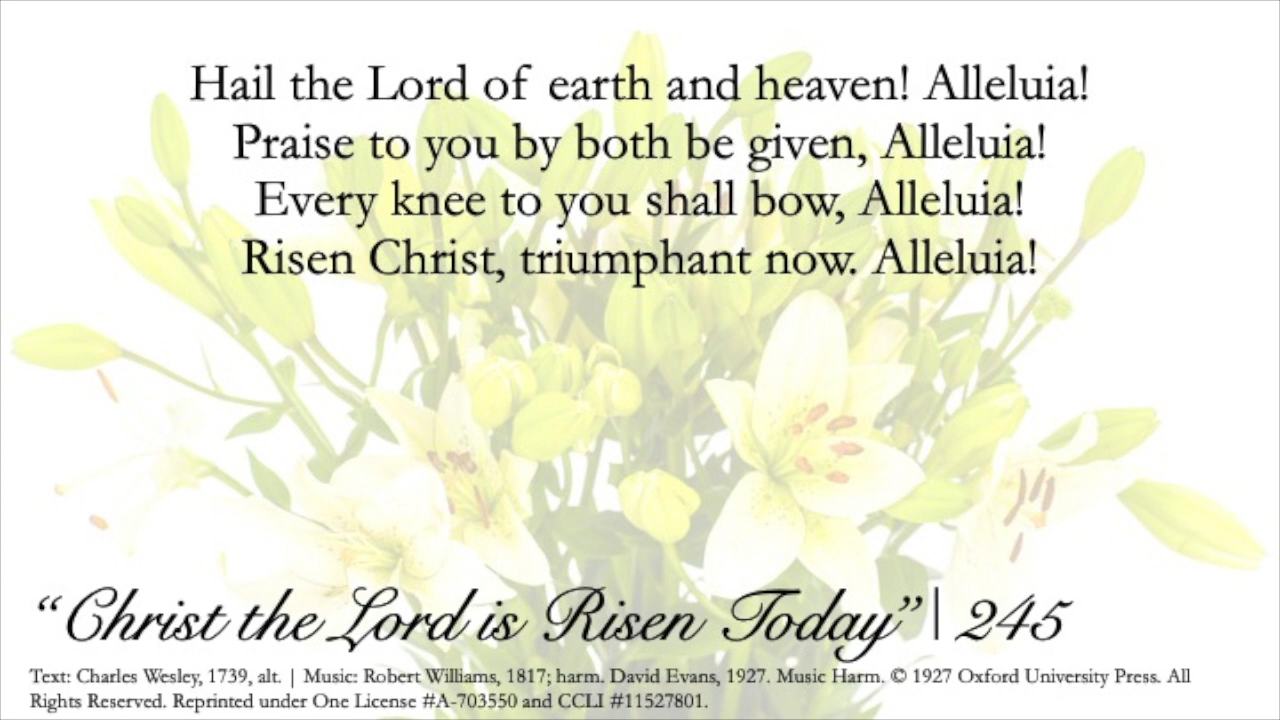 Hail the Lord of earth and heaven! Alleluia!
Praise to you by both be given, Alleluia!
Every knee to you shall bow, Alleluia!
Risen Christ, triumphant now. Alleluia!
“Christ the Lord is Risen Today” | 245
Text: Charles Wesley, 1739, alt. | Music: Robert Williams, 1817; harm. David Evans, 1927. Music Harm. © 1927 Oxford University Press. All
Rights Reserved. Reprinted under One License #A-703550 and CCLI #11527801.